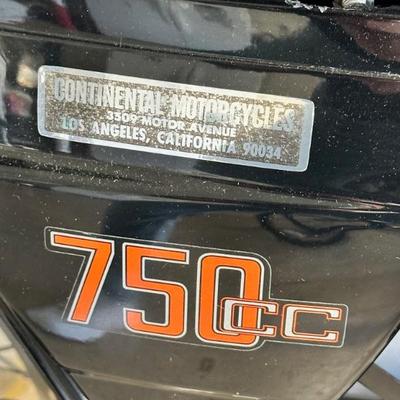 CONTINENTAL MOTORCYCLES
3509 MOTOR AVENUE
LOS ANGELES, CALIFORNIA 90034
750CC